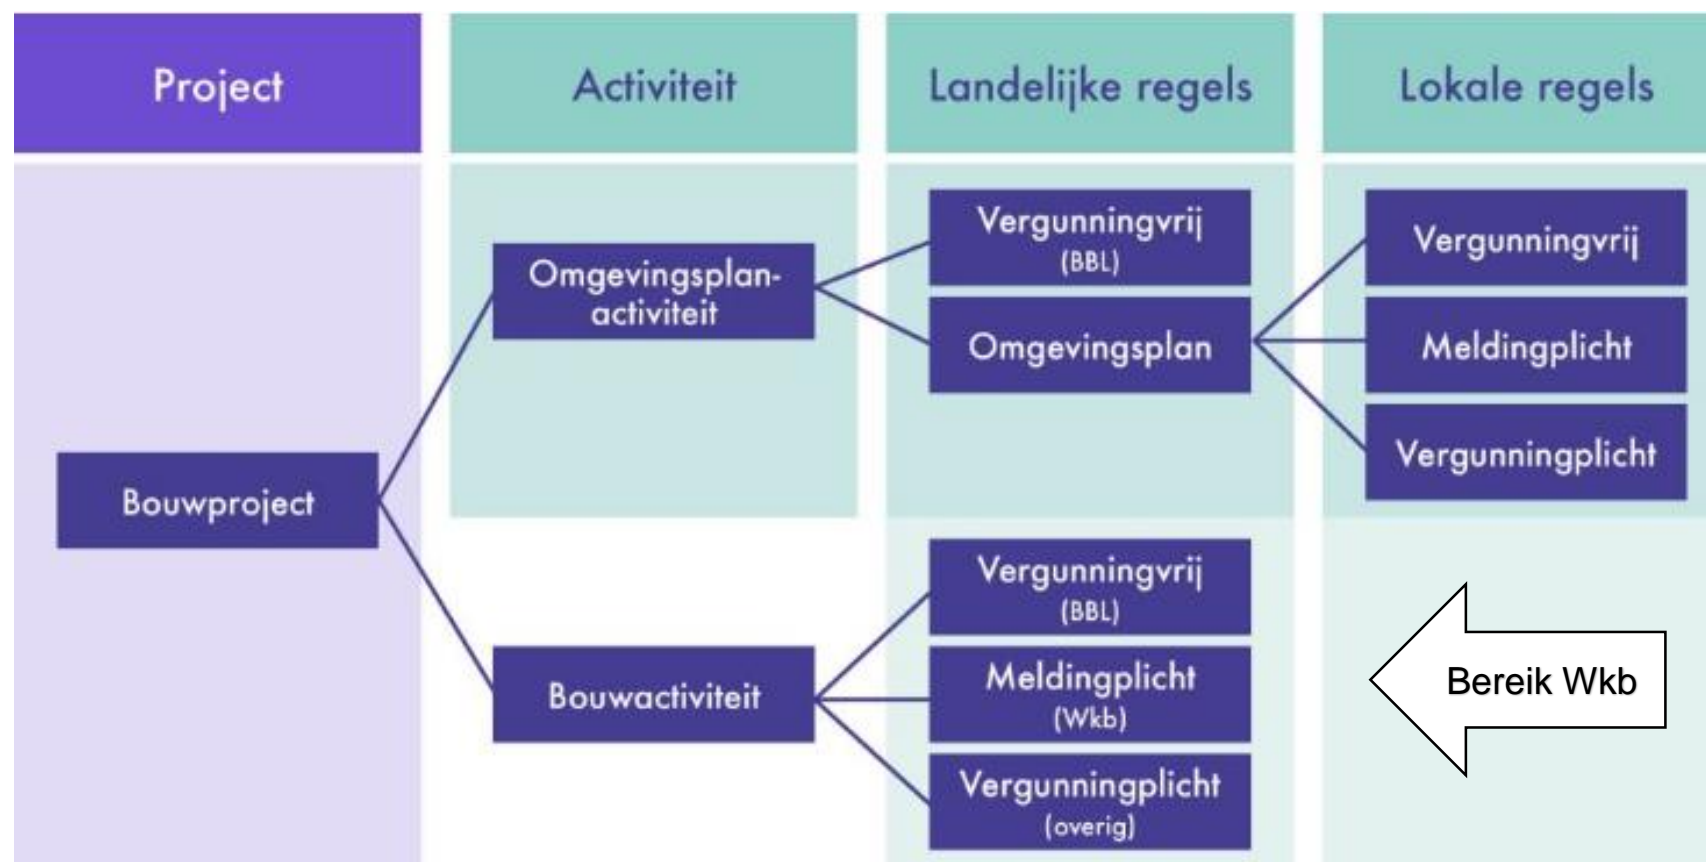 Project
Activiteit
Landelijke regels
Lokale regels
Bouwproject
Omgevingsplan-
activiteit
Bouwactiviteit
Vergunningvrij
(BBL)
Omgevingsplan
Vergunningvrij
(BBL)
Meldingplicht
(Wkb)
Vergunningplicht
(overig)
Vergunningvrij
Meldingplicht
Vergunningplicht
Bereik Wkb